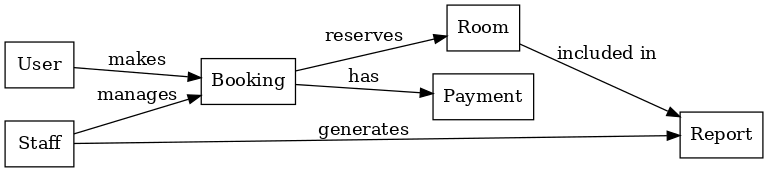 User
makes
Staff
manages
Booking
reserves
has
generates
Room
Payment
included in
Report